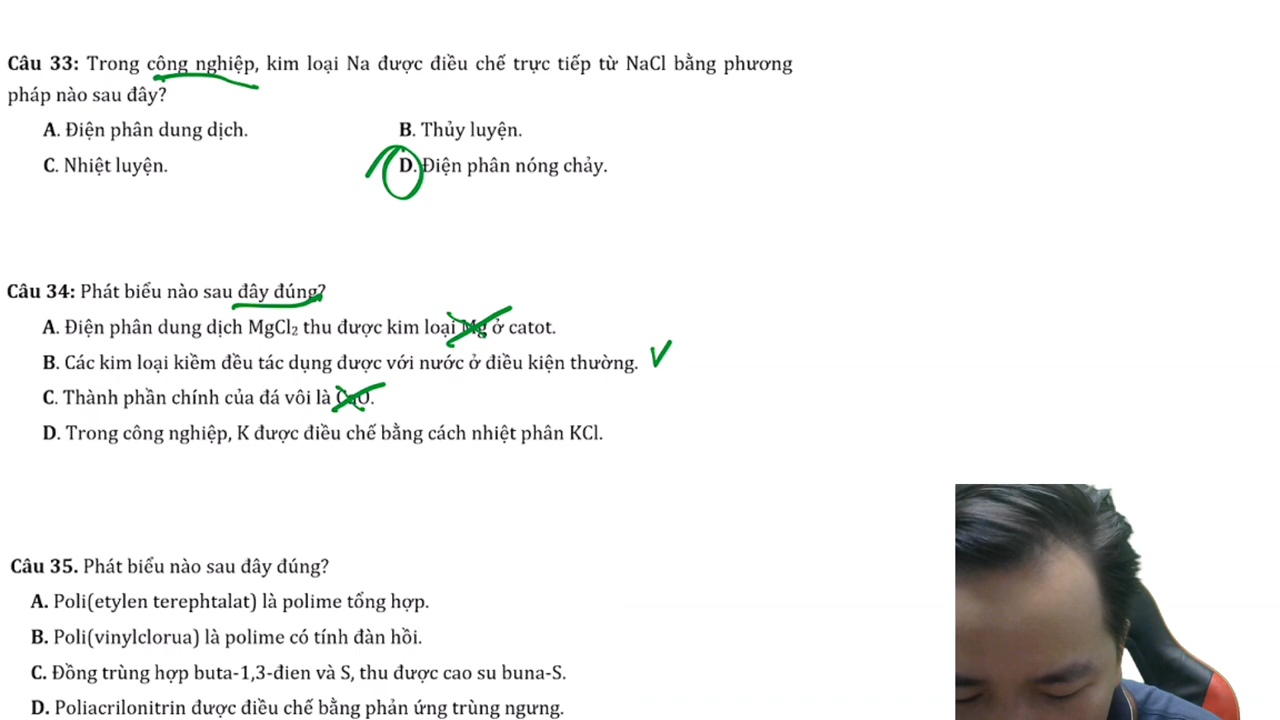 Câu 33: Trong công nghiệp, kim loại Na được điều chế trực tiếp từ NaCl bằng phương
pháp nào sau đây?
A. Điện phân dung dịch. B. Thủy luyện.
C. Nhiệt luyện. D. Điện phân nóng chảy.
Câu 34: Phát biểu nào sau đây đúng?
A. Điện phân dung dịch MgCl₂ thu được kim loại Mg ở catot.
B. Các kim loại kiềm đều tác dụng được với nước ở điều kiện thường.
C. Thành phần chính của đá vôi là CaO.
D. Trong công nghiệp, K được điều chế bằng cách nhiệt phân KCl.
Câu 35. Phát biểu nào sau đây đúng?
A. Poli(etylen terephtalat) là polime tổng hợp.
B. Poli(vinylclorua) là polime có tính đàn hồi.
C. Đồng trùng hợp buta-1,3-đien và S, thu được cao su buna-S.
D. Poliacrilonitrin được điều chế bằng phản ứng trùng ngưng.